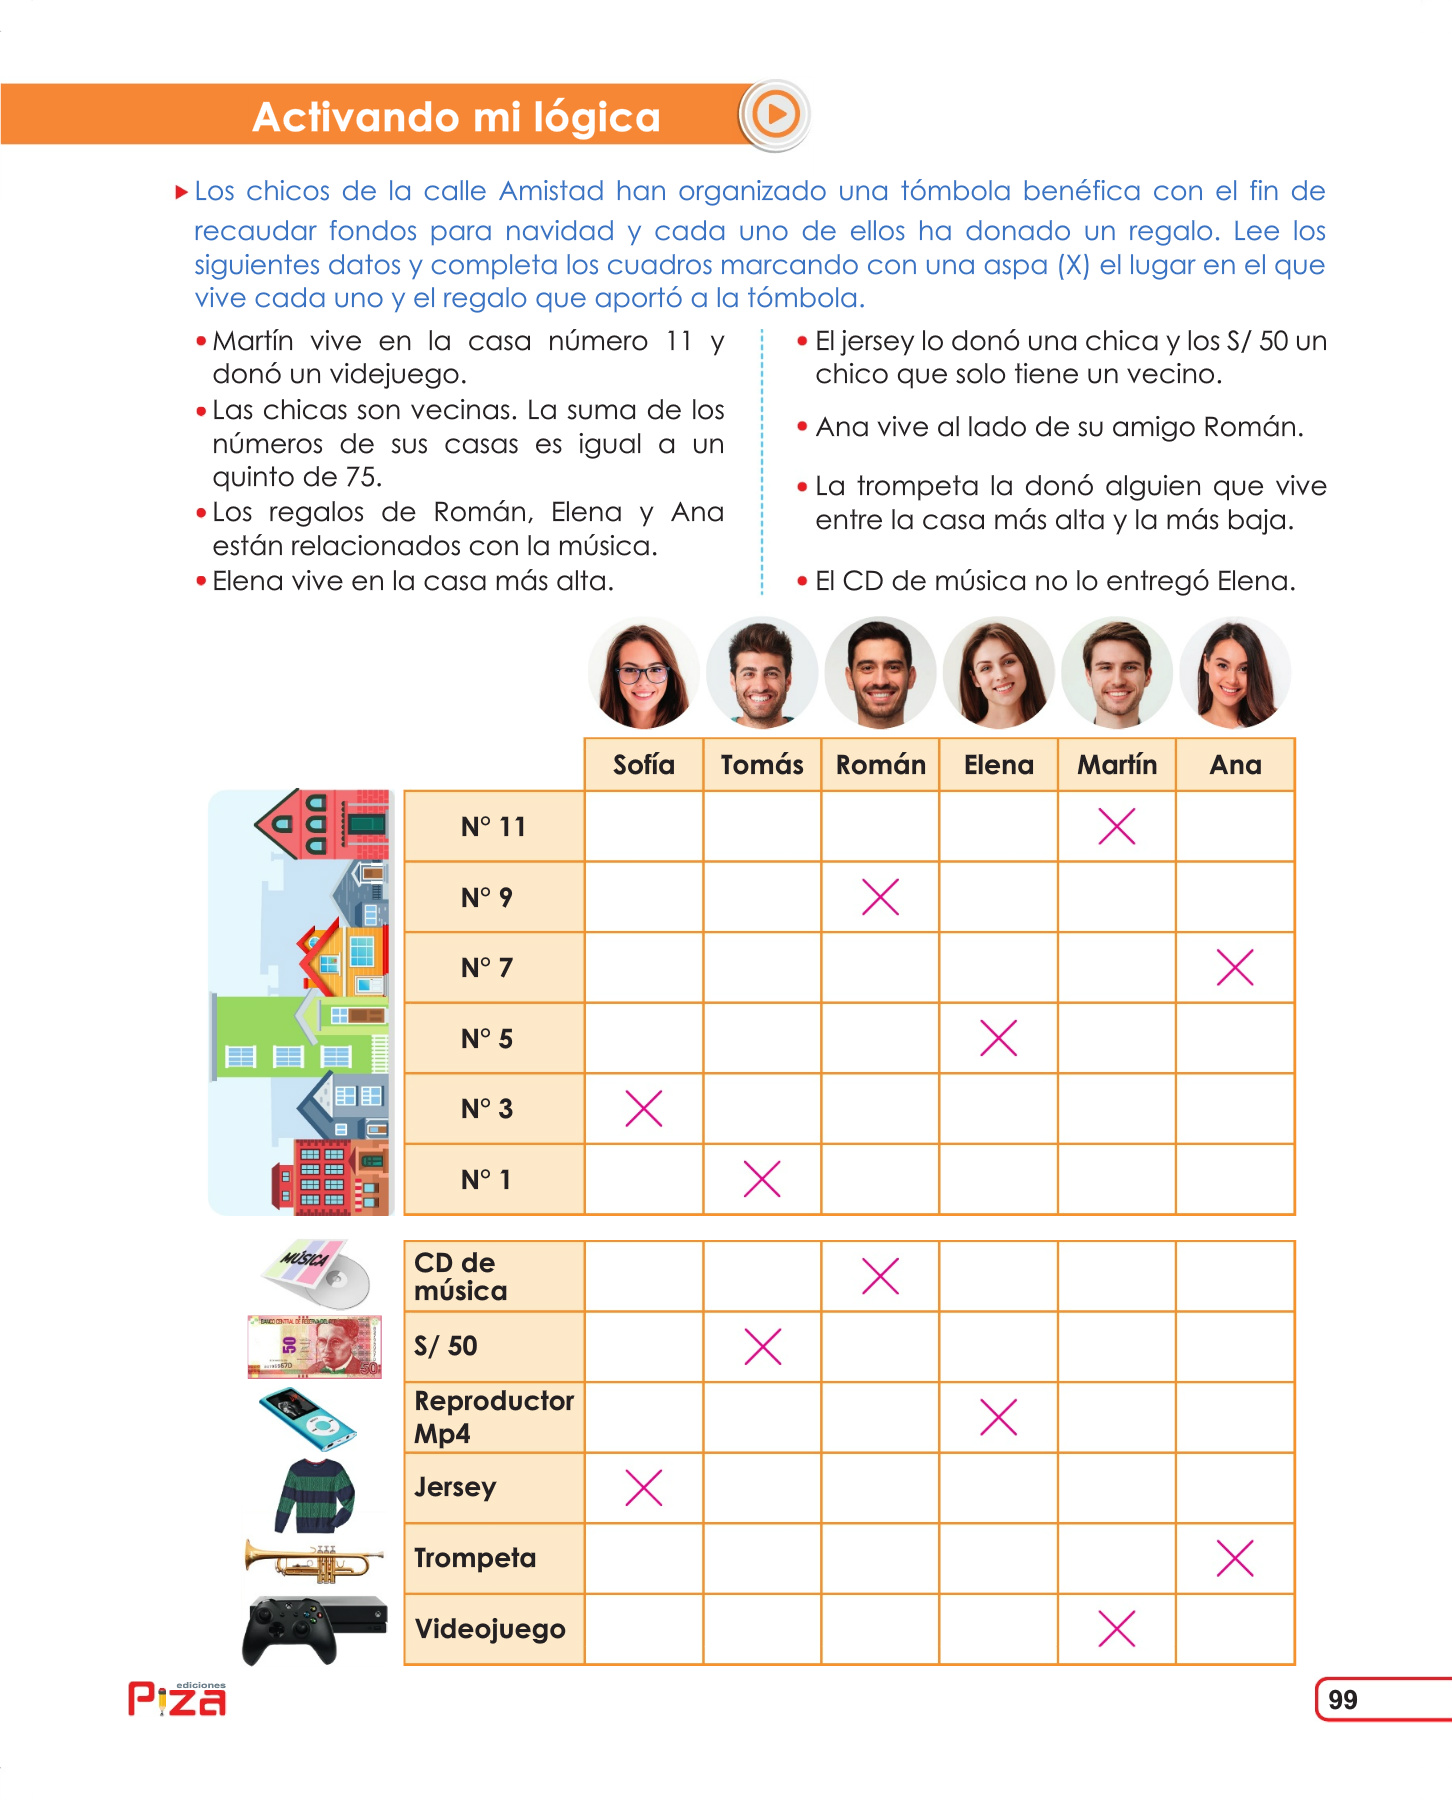 Activando mi lógica
Los chicos de la calle Amistad han organizado una tómbola benéfica con el fin de
recaudar fondos para navidad y cada uno de ellos ha donado un regalo. Lee los
siguientes datos y completa los cuadros marcando con una aspa (X) el lugar en el que
vive cada uno y el regalo que aportó a la tómbola.
• Martín vive en la casa número 11 y
donó un videjuego.
• Las chicas son vecinas. La suma de los
números de sus casas es igual a un
quinto de 75.
• Los regalos de Román, Elena y Ana
están relacionados con la música.
• Elena vive en la casa más alta.
• El jersey lo donó una chica y los S/ 50 un
chico que solo tiene un vecino.
• Ana vive al lado de su amigo Román.
• La trompeta la donó alguien que vive
entre la casa más alta y la más baja.
• El CD de música no lo entregó Elena.
Sofía Tomás Román Elena Martín Ana
N° 11
N° 9
N° 7
N° 5
N° 3
N° 1
MÚSICA
CD de
música
50
50
S/ 50
Reproductor
Mp4
Jersey
Trompeta
Videojuego
ediciones
Piza
99